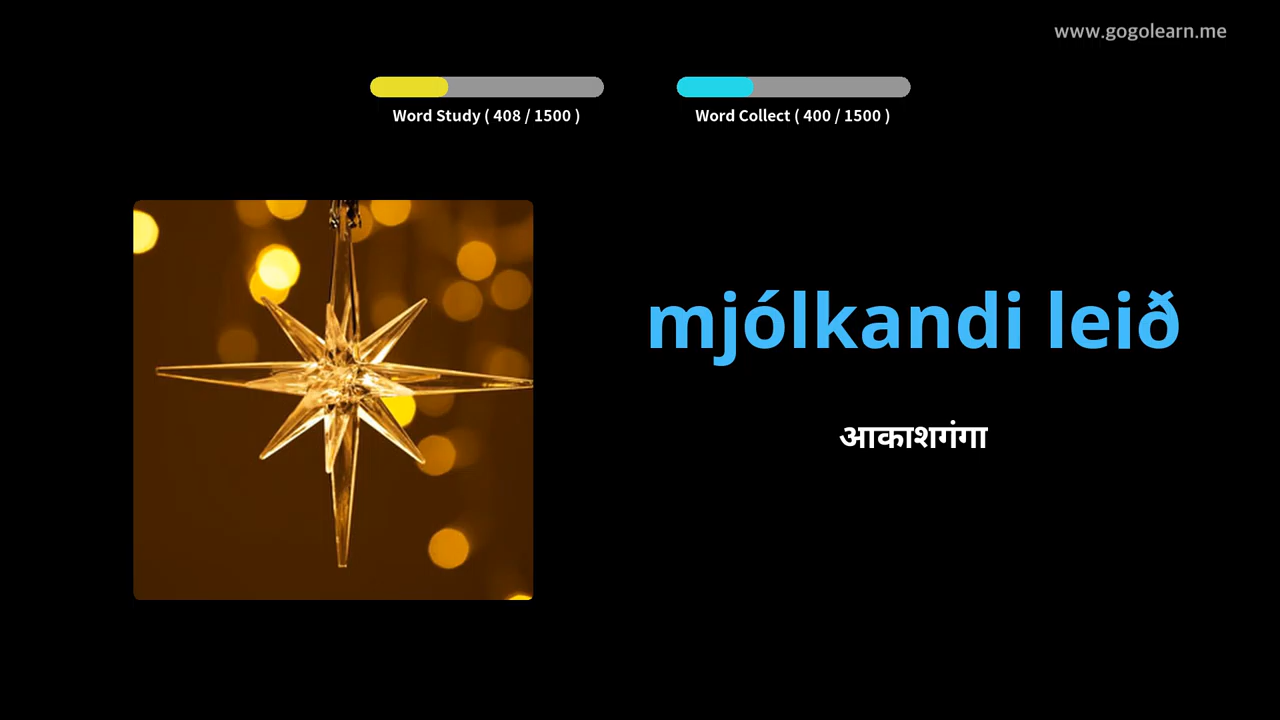 www.gogolearn.me
Word Study ( 408 / 1500 )
Word Collect ( 400 / 1500 )
mjólkandi leið
आकाशगंगा